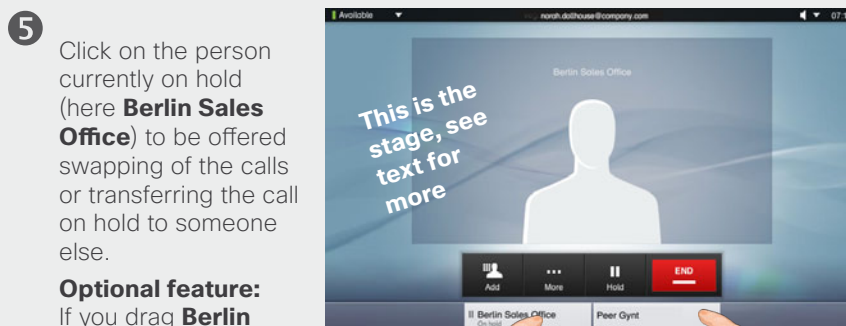 5
Click on the person
currently on hold
(here Berlin Sales
Office) to be offered
swapping of the calls
or transferring the call
on hold to someone
else.
Optional feature:
If you drag Berlin
Available
norah.dollhouse@company.com
07:1
Berlin Sales Office
This is the
stage, see
text for
more
Add
More
Hold
END
Berlin Sales Office
On hold
Peer Gynt